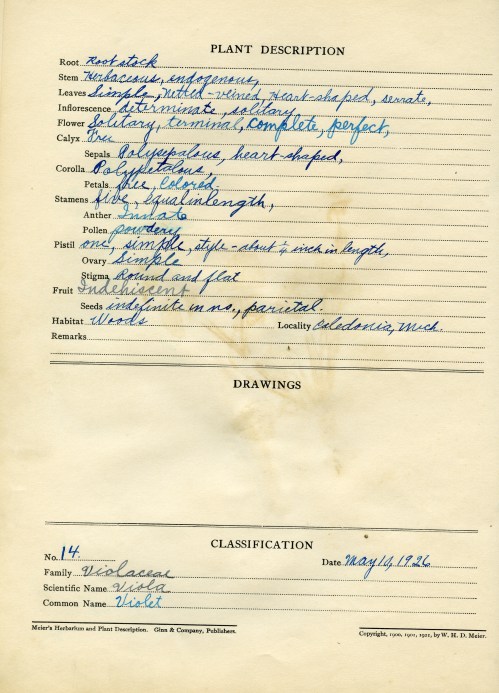 PLANT DESCRIPTION
Root Rootstock
Stem Herbaceous, endogenous,
Leaves Simple, netted-veined, Heart-shaped, serrate,
Inflorescence determinate, solitary
Flower Solitary, terminal, complete, perfect,
Calyx Free
Sepals Polysepalous, heart-shaped,
Corolla Polypetalous,
Petals free, Colored.
Stamens five, equal in length,
Anther Innate
Pollen powdery
Pistil one, simple, style-about ¼ inch in length,
Ovary Simple
Stigma Round and flat
Fruit Indehiscent
Seeds indefinite in no., parietal.
Habitat Woods Locality Caledonia, Mich.
Remarks
DRAWINGS
CLASSIFICATION
No. 14. Date May 10, 1926
Family Violaceae
Scientific Name Viola
Common Name Violet
Meier's Herbarium and Plant Description. Ginn & Company, Publishers. Copyright, 1900, 1901, 1921, by W. H. D. Meier.